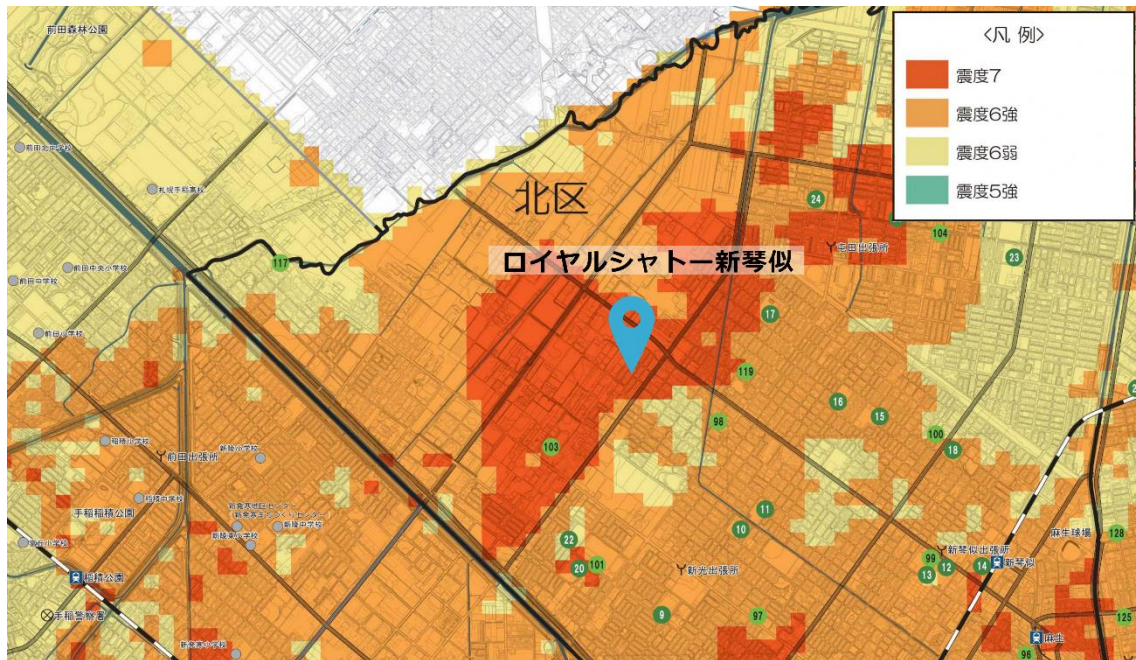 前田森林公園
〈凡 例〉
震度7
震度6強
震度6弱
震度5強
前田北中学校
札幌手稲高校
北区
24
104
屯田出張所
23
ロイヤルシャトー新琴似
117
前田中央小学校
前田中学校
前田小学校
17
119
16
15
98
100
18
103
稲積小学校
新陵小学校
前田出張所
稲積中学校
手稲稲積公園
新発寒地区センター
新陵中学校
新陵東小学校
11
10
22
101
20
新光出張所
麻生球場
128
新琴似出張所
99
新琴似
13
12
14
稲積公園
手稲警察署
9
97
125
麻生
96
新発寒小学校